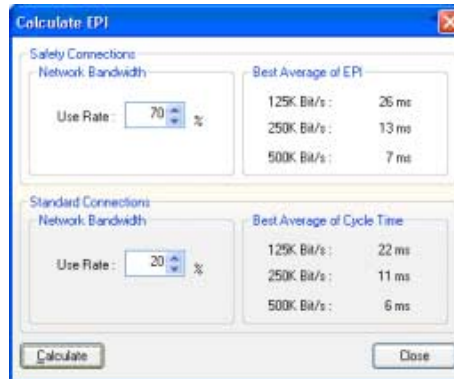 Calculate EPI
Safety Connections
Network Bandwidth
Use Rate : 70 %
Best Average of EPI
125K Bit/s : 26 ms
250K Bit/s : 13 ms
500K Bit/s : 7 ms
Standard Connections
Network Bandwidth
Use Rate : 20 %
Best Average of Cycle Time
125K Bit/s : 22 ms
250K Bit/s : 11 ms
500K Bit/s : 6 ms
Calculate
Close